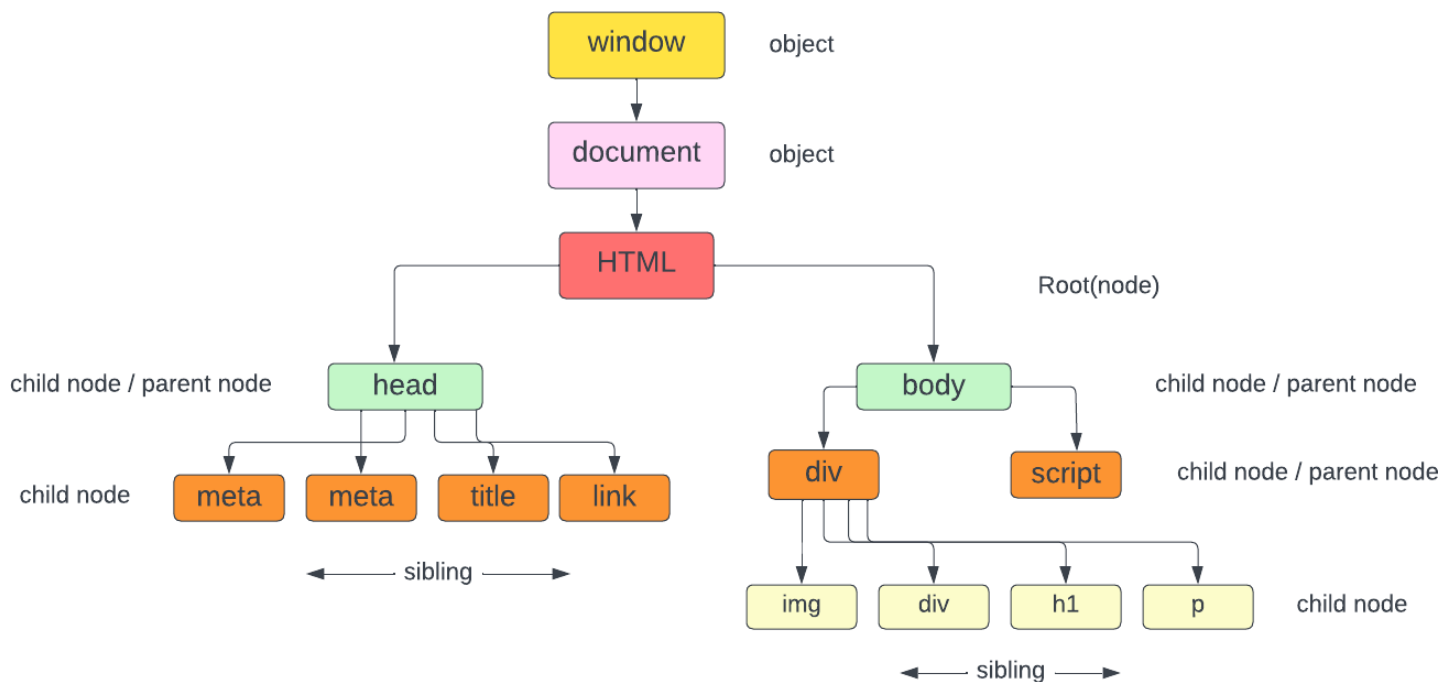 window
object
document
object
HTML
Root(node)
child node / parent node
head
body
child node / parent node
div
script
child node / parent node
child node
meta
meta
title
link
sibling
img
div
h1
p
child node
sibling